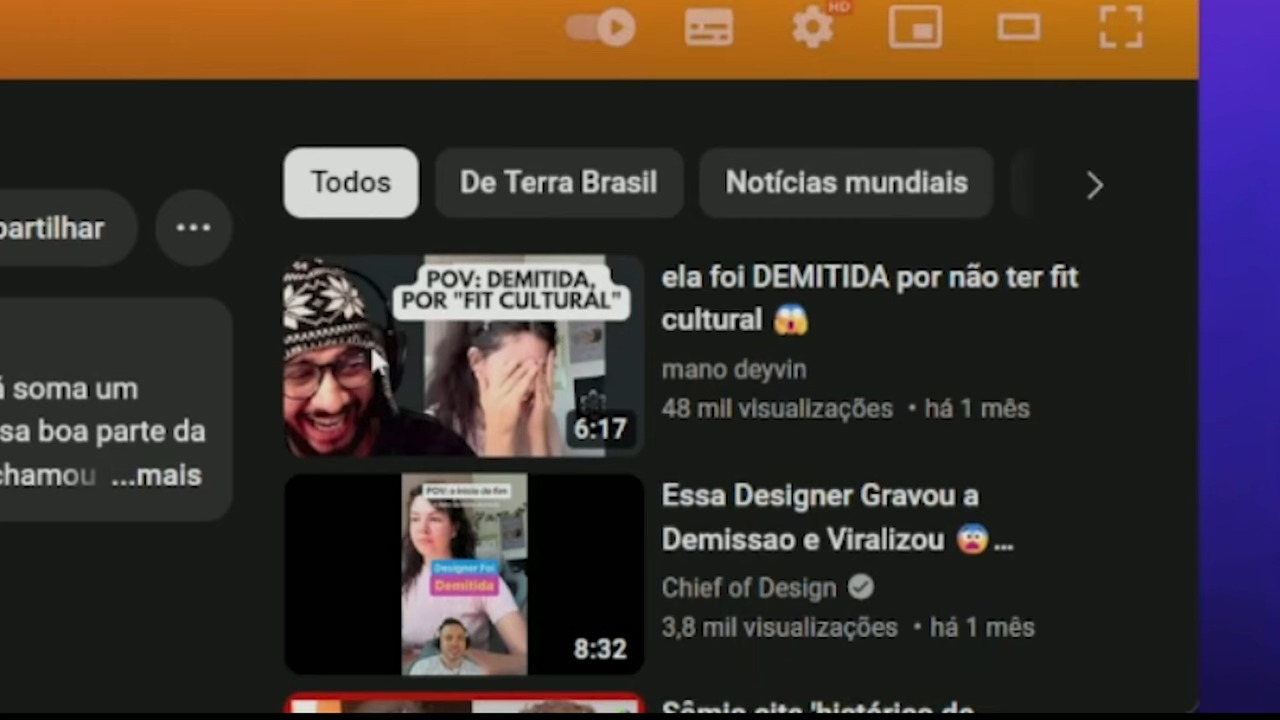 HD
Todos
De Terra Brasil
Notícias mundiais
partilhar
...
soma um
sa boa parte da
chamou ...mais
POV: DEMITIDA,
POR "FIT CULTURAL"
6:17
ela foi DEMITIDA por não ter fit
cultural 😱
mano deyvin
48 mil visualizações • há 1 mês
POV: o início do fim
Designer Foi
Demitida
8:32
Essa Designer Gravou a
Demissao e Viralizou 😨 ...
Chief of Design
3,8 mil visualizações • há 1 mês